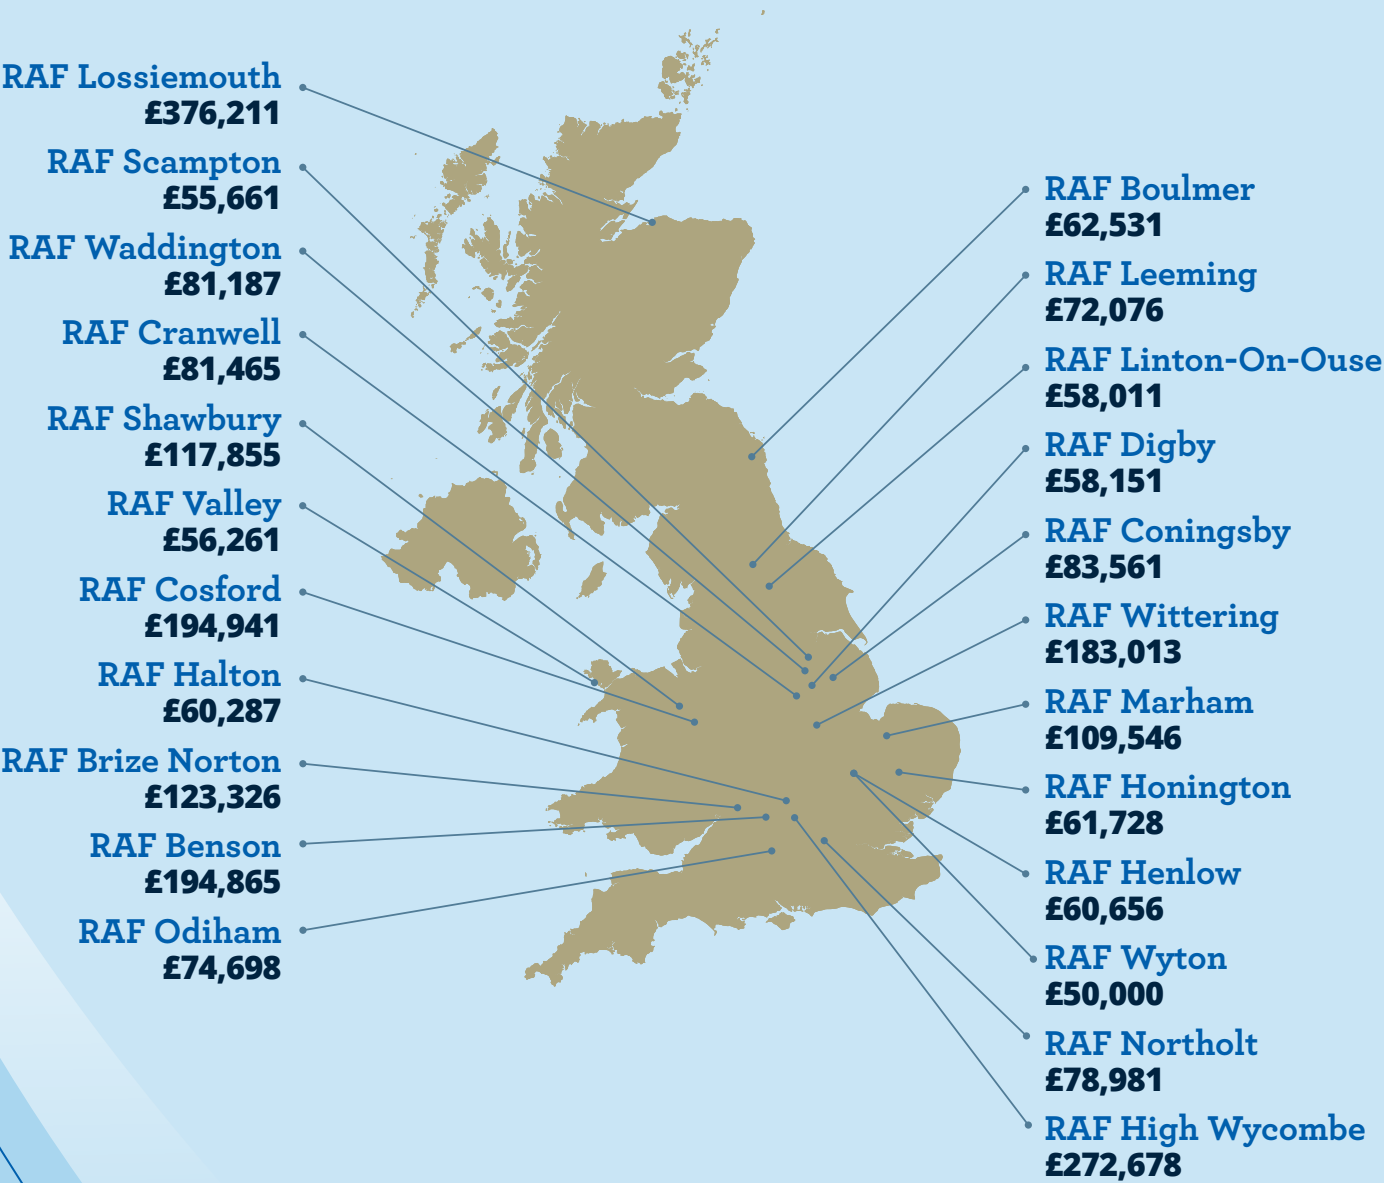 RAF Lossiemouth
£376,211
RAF Scampton
£55,661
RAF Waddington
£81,187
RAF Cranwell
£81,465
RAF Shawbury
£117,855
RAF Valley
£56,261
RAF Cosford
£194,941
RAF Halton
£60,287
RAF Brize Norton
£123,326
RAF Benson
£194,865
RAF Odiham
£74,698
RAF Boulmer
£62,531
RAF Leeming
£72,076
RAF Linton-On-Ouse
£58,011
RAF Digby
£58,151
RAF Coningsby
£83,561
RAF Wittering
£183,013
RAF Marham
£109,546
RAF Honington
£61,728
RAF Henlow
£60,656
RAF Wyton
£50,000
RAF Northolt
£78,981
RAF High Wycombe
£272,678